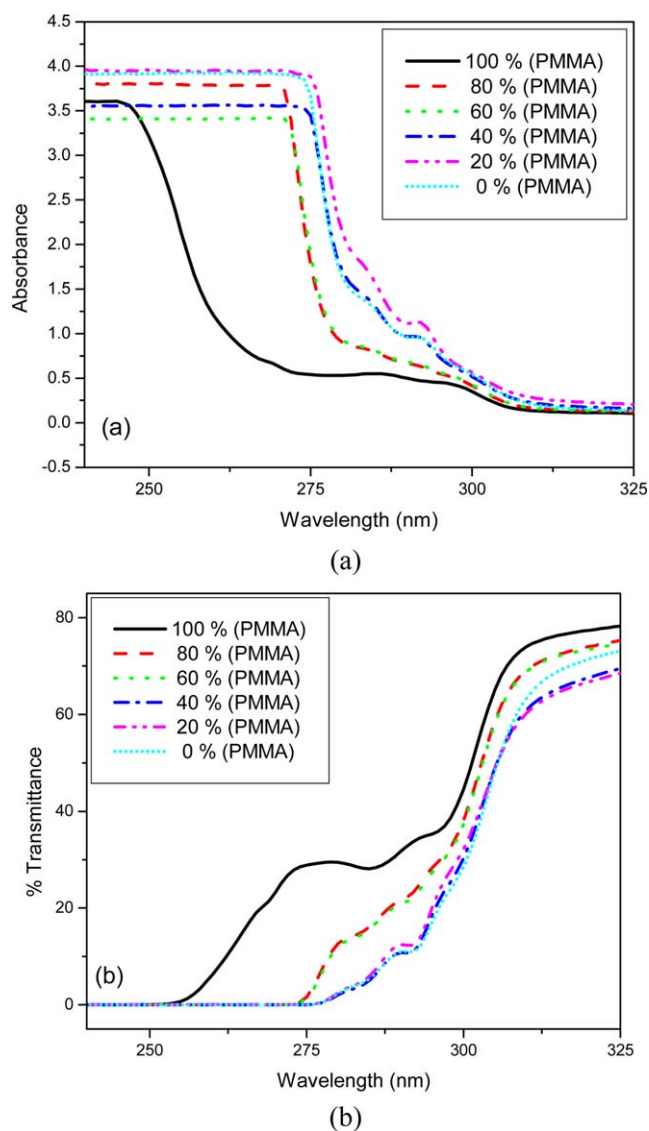 4.5
4.0
3.5
3.0
2.5
2.0
1.5
1.0
0.5
0.0
-0.5
Absorbance
100 % (PMMA)
80 % (PMMA)
60 % (PMMA)
40 % (PMMA)
20 % (PMMA)
0 % (PMMA)
(a)
250 275 300 325
Wavelength (nm)
(a)
80
60
40
20
0
% Transmittance
100 % (PMMA)
80 % (PMMA)
60 % (PMMA)
40 % (PMMA)
20 % (PMMA)
0 % (PMMA)
(b)
250 275 300 325
Wavelength (nm)
(b)